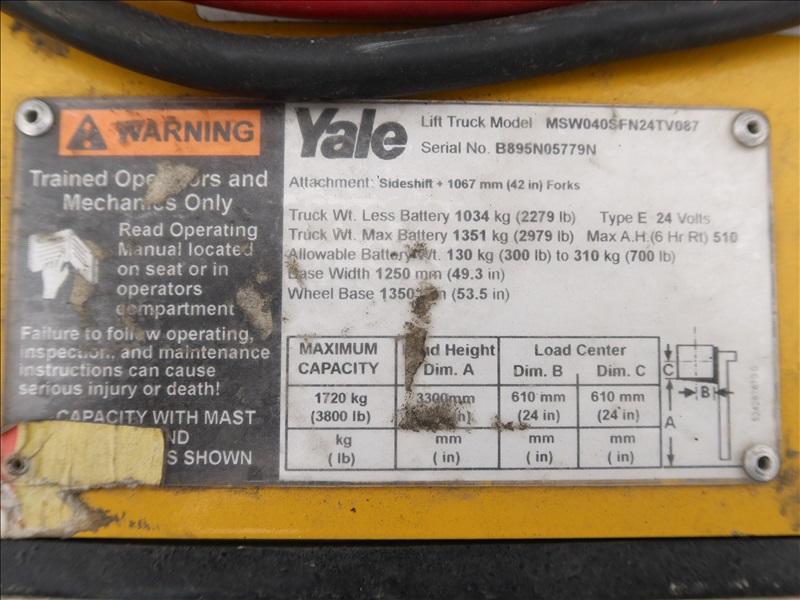 WARNING
Trained Op rs and
Mechanics Only
Read Operating
Manual located
on seat or in
operators
compartment
Failure to follow operating,
inspection, and maintenance
instructions can cause
serious injury or death!
CAPACITY WITH MAST
ND
S SHOWN
Yale
Lift Truck Model MSW040SFN24TV087
Serial No. B895N05779N
Attachment: Sideshift + 1067 mm (42 in) Forks
Truck Wt. Less Battery 1034 kg (2279 lb) Type E 24 Volts
Truck Wt. Max Battery 1351 kg (2979 lb) Max A.H.(6 Hr Rt) 510
Allowable Battery Wt. 130 kg (300 lb) to 310 kg (700 lb)
Base Width 1250 mm (49.3 in)
Wheel Base 1350 (53.5 in)
MAXIMUM Height Load Center
CAPACITY Dim. A Dim. B Dim. C
1720 kg 3300mm 610 mm 610 mm
(3800 lb) (24 in) (24 in)
kg mm mm mm
( lb) ( in) ( in) ( in)
C
B
A